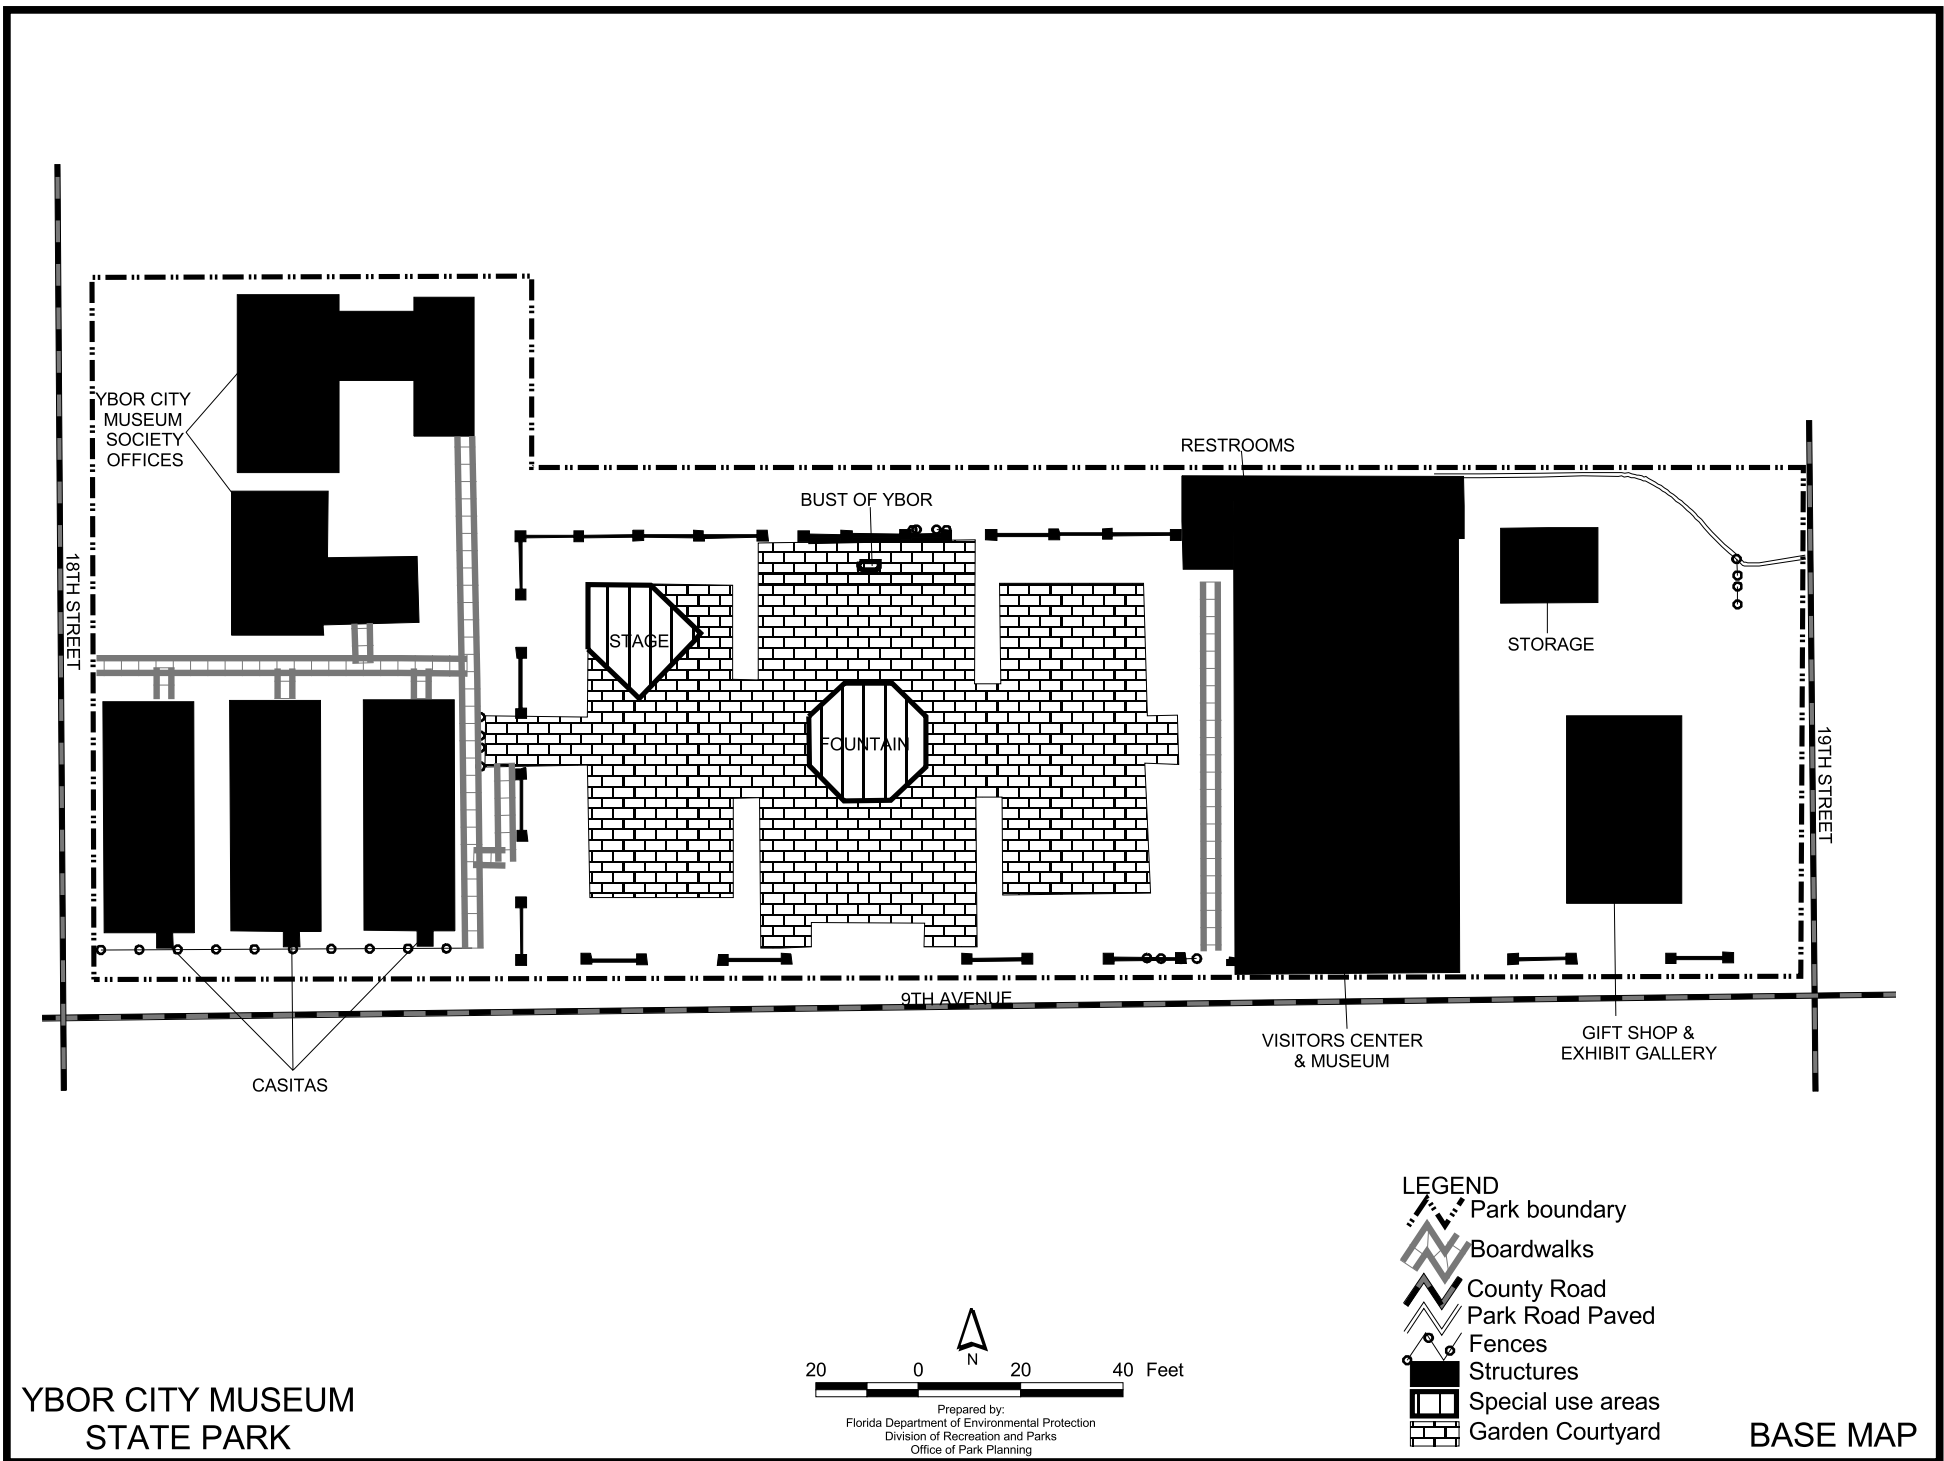 YBOR CITY
MUSEUM
SOCIETY
OFFICES
RESTROOMS
BUST OF YBOR
18TH STREET
STAGE
STORAGE
FOUNTAIN
19TH STREET
9TH AVENUE
VISITORS CENTER
& MUSEUM
GIFT SHOP &
EXHIBIT GALLERY
CASITAS
LEGEND
Park boundary
Boardwalks
County Road
Park Road Paved
Fences
Structures
Special use areas
Garden Courtyard
N
20 0 20 40 Feet
Prepared by:
Florida Department of Environmental Protection
Division of Recreation and Parks
Office of Park Planning
YBOR CITY MUSEUM
STATE PARK
BASE MAP